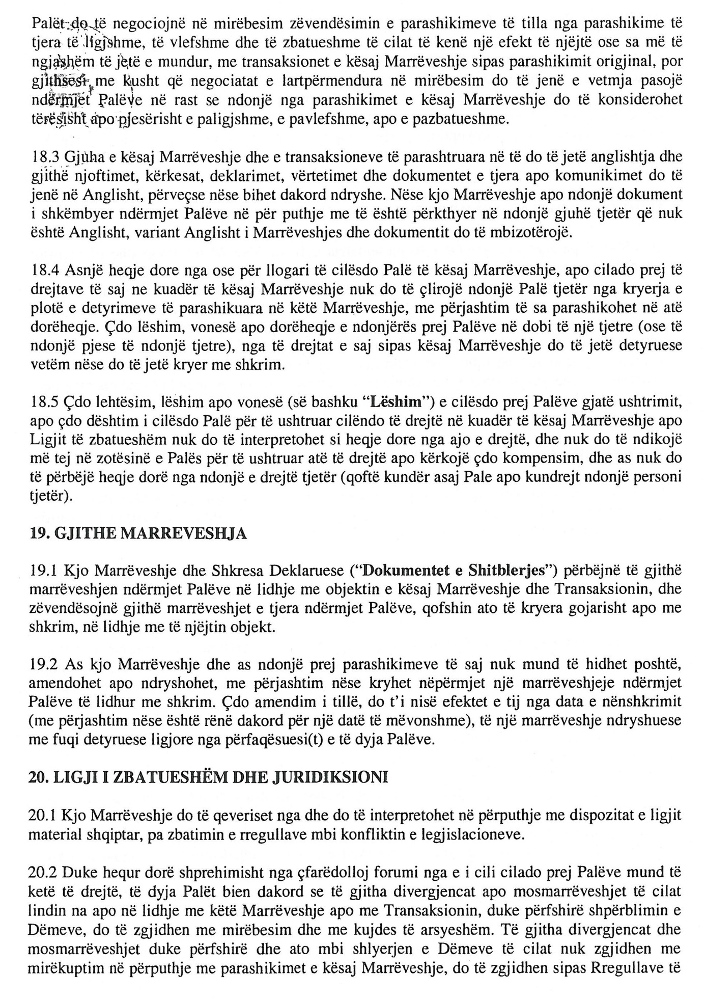 Palët do të negociojnë në mirëbesim zëvendësimin e parashikimeve të tilla nga parashikime të
tjera të ligjshme, të vlefshme dhe të zbatueshme të cilat të kenë një efekt të njëjtë ose sa më të
ngjashëm të jetë e mundur, me transaksionet e kësaj Marrëveshje sipas parashikimit origjinal, por
gjithsesi me kusht që negociatat e lartpërmendura në mirëbesim do të jenë e vetmja pasojë
ndërmjet Palëve në rast se ndonjë nga parashikimet e kësaj Marrëveshje do të konsiderohet
tërësisht apo pjesërisht e paligjshme, e pavlefshme, apo e pazbatueshme.
18.3 Gjuha e kësaj Marrëveshje dhe e transaksioneve të parashtruara në të do të jetë anglishtja dhe
gjithë njoftimet, kërkesat, deklarimet, vërtetimet dhe dokumentet e tjera apo komunikimet do të
jenë në Anglisht, përveçse nëse bihet dakord ndryshe. Nëse kjo Marrëveshje apo ndonjë dokument
i shkëmbyer ndërmjet Palëve në për puthje me të është përkthyer në ndonjë gjuhë tjetër që nuk
është Anglisht, variant Anglisht i Marrëveshjes dhe dokumentit do të mbizotërojë.
18.4 Asnjë heqje dore nga ose për llogari të cilësdo Palë të kësaj Marrëveshje, apo cilado prej të
drejtave të saj ne kuadër të kësaj Marrëveshje nuk do të çlirojë ndonjë Palë tjetër nga kryerja e
plotë e detyrimeve të parashikuara në këtë Marrëveshje, me përjashtim të sa parashikohet në atë
dorëheqje. Çdo lëshim, vonesë apo dorëheqje e ndonjërës prej Palëve në dobi të një tjetre (ose të
ndonjë pjese të ndonjë tjetre), nga të drejtat e saj sipas kësaj Marrëveshje do të jetë detyruese
vetëm nëse do të jetë kryer me shkrim.
18.5 Çdo lehtësim, lëshim apo vonesë (së bashku “Lëshim”) e cilësdo prej Palëve gjatë ushtrimit,
apo çdo dështim i cilësdo Palë për të ushtruar cilëndo të drejtë në kuadër të kësaj Marrëveshje apo
Ligjit të zbatueshëm nuk do të interpretohet si heqje dore nga ajo e drejtë, dhe nuk do të ndikojë
më tej në zotësinë e Palës për të ushtruar atë të drejtë apo kërkojë çdo kompensim, dhe as nuk do
të përbëjë heqje dorë nga ndonjë e drejtë tjetër (qoftë kundër asaj Pale apo kundrejt ndonjë personi
tjetër).
19. GJITHE MARREVESHJA
19.1 Kjo Marrëveshje dhe Shkresa Deklaruese (“Dokumentet e Shitblerjes”) përbëjnë të gjithë
marrëveshjen ndërmjet Palëve në lidhje me objektin e kësaj Marrëveshje dhe Transaksionin, dhe
zëvendësojnë gjithë marrëveshjet e tjera ndërmjet Palëve, qofshin ato të kryera gojarisht apo me
shkrim, në lidhje me të njëjtin objekt.
19.2 As kjo Marrëveshje dhe as ndonjë prej parashikimeve të saj nuk mund të hidhet poshtë,
amendohet apo ndryshohet, me përjashtim nëse kryhet nëpërmjet një marrëveshjeje ndërmjet
Palëve të lidhur me shkrim. Çdo amendim i tillë, do t’i nisë efektet e tij nga data e nënshkrimit
(me përjashtim nëse është rënë dakord për një datë të mëvonshme), të një marrëveshje ndryshuese
me fuqi detyruese ligjore nga përfaqësuesi(t) e të dyja Palëve.
20. LIGJI I ZBATUESHËM DHE JURIDIKSIONI
20.1 Kjo Marrëveshje do të qeveriset nga dhe do të interpretohet në përputhje me dispozitat e ligjit
material shqiptar, pa zbatimin e rregullave mbi konfliktin e legjislacioneve.
20.2 Duke hequr dorë shprehimisht nga çfarëdolloj forumi nga e i cili cilado prej Palëve mund të
ketë të drejtë, të dyja Palët bien dakord se të gjitha divergjencat apo mosmarrëveshjet të cilat
lindin na apo në lidhje me këtë Marrëveshje apo me Transaksionin, duke përfshirë shpërblimin e
Dëmeve, do të zgjidhen me mirëbesim dhe me kujdes të arsyeshëm. Të gjitha divergjencat dhe
mosmarrëveshjet duke përfshirë dhe ato mbi shlyerjen e Dëmeve të cilat nuk zgjidhen me
mirëkuptim në përputhje me parashikimet e kësaj Marrëveshje, do të zgjidhen sipas Rregullave të